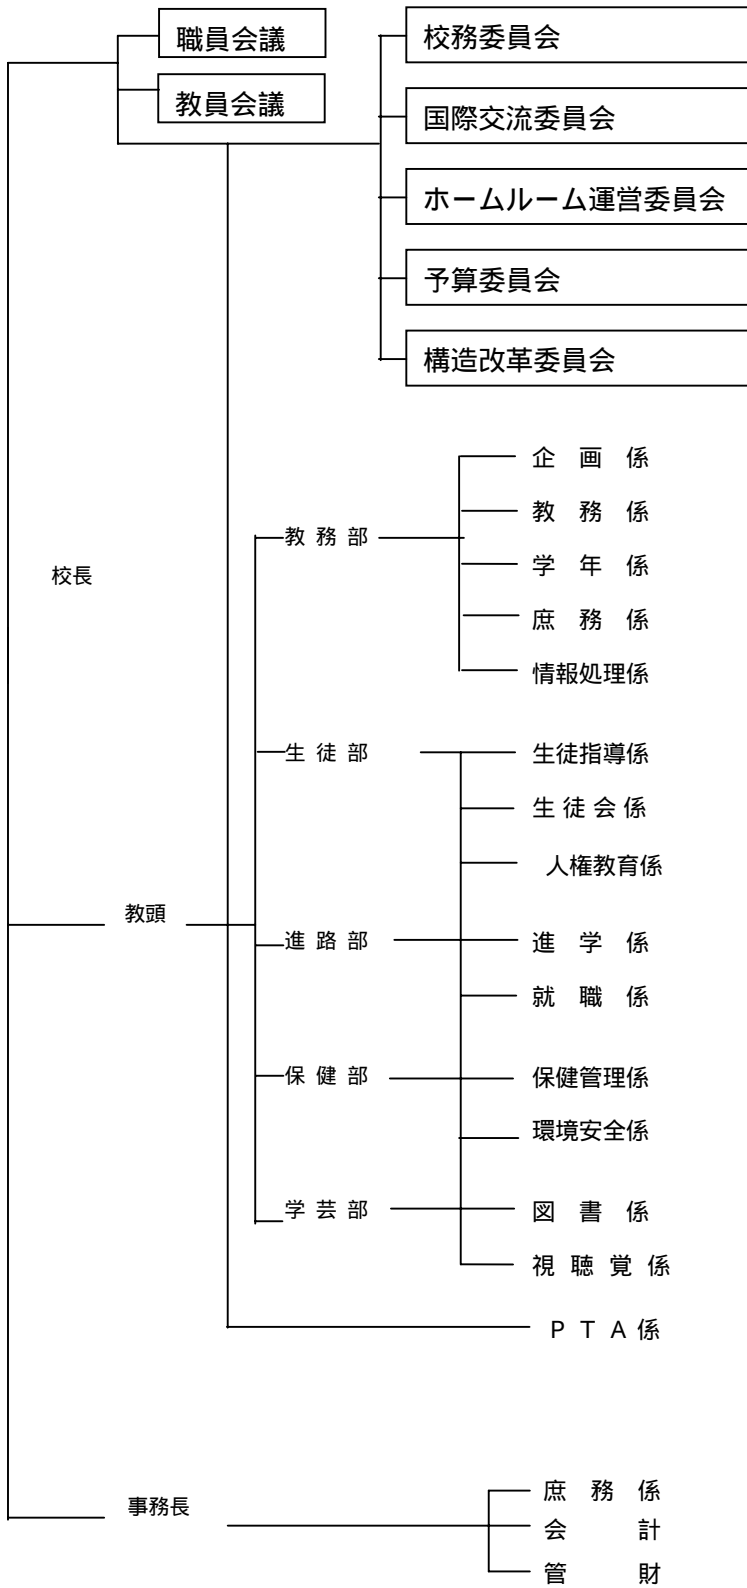 職員会議
教員会議
校務委員会
国際交流委員会
ホームルーム運営委員会
予算委員会
構造改革委員会
校長
教頭
教務部
企画係
教務係
学年係
庶務係
情報処理係
生徒部
生徒指導係
生徒会係
人権教育係
進路部
進学係
就職係
保健部
保健管理係
環境安全係
学芸部
図書係
視聴覚係
ＰＴＡ係
事務長
庶務係
会計
管財